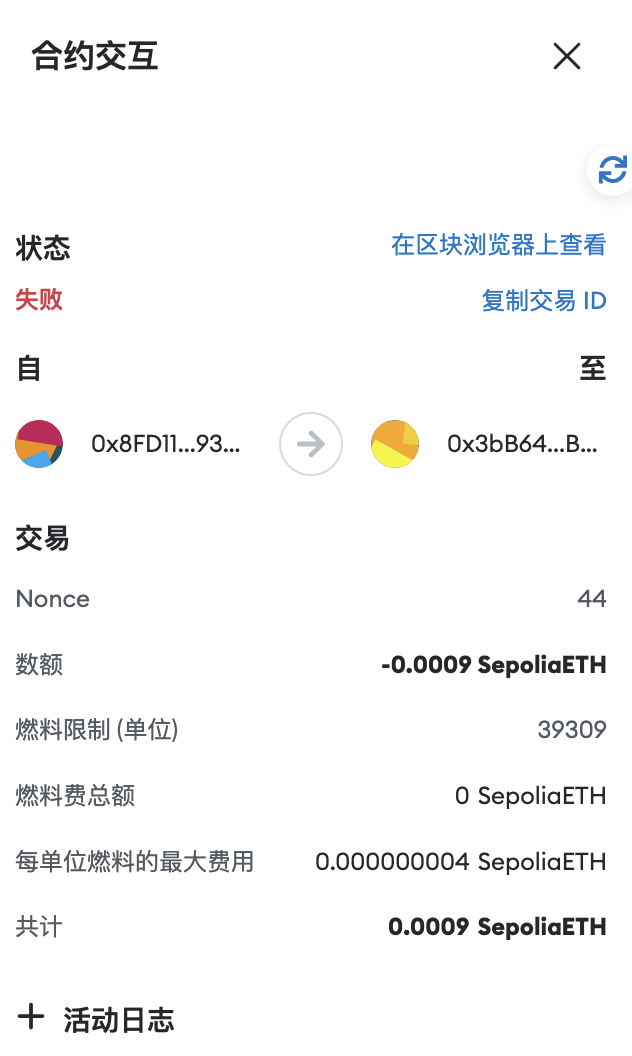 合约交互
状态
在区块浏览器上查看
失败
复制交易 ID
自
至
0x8FD11...93...
0x3bB64...B...
交易
Nonce
44
数额
-0.0009 SepoliaETH
燃料限制 (单位)
39309
燃料费总额
0 SepoliaETH
每单位燃料的最大费用
0.000000004 SepoliaETH
共计
0.0009 SepoliaETH
活动日志